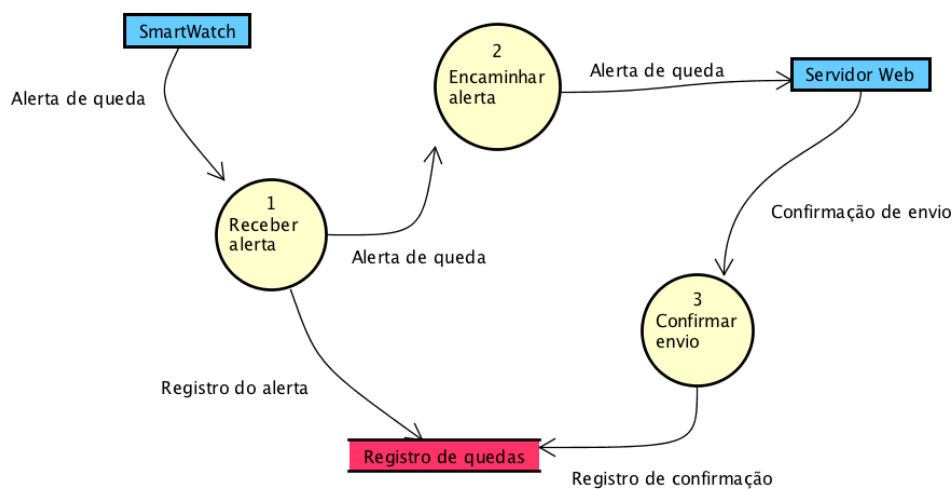 SmartWatch
Alerta de queda
2
Encaminhar
alerta
Alerta de queda
Servidor Web
1
Receber
alerta
Alerta de queda
Confirmação de envio
3
Confirmar
envio
Registro do alerta
Registro de quedas
Registro de confirmação